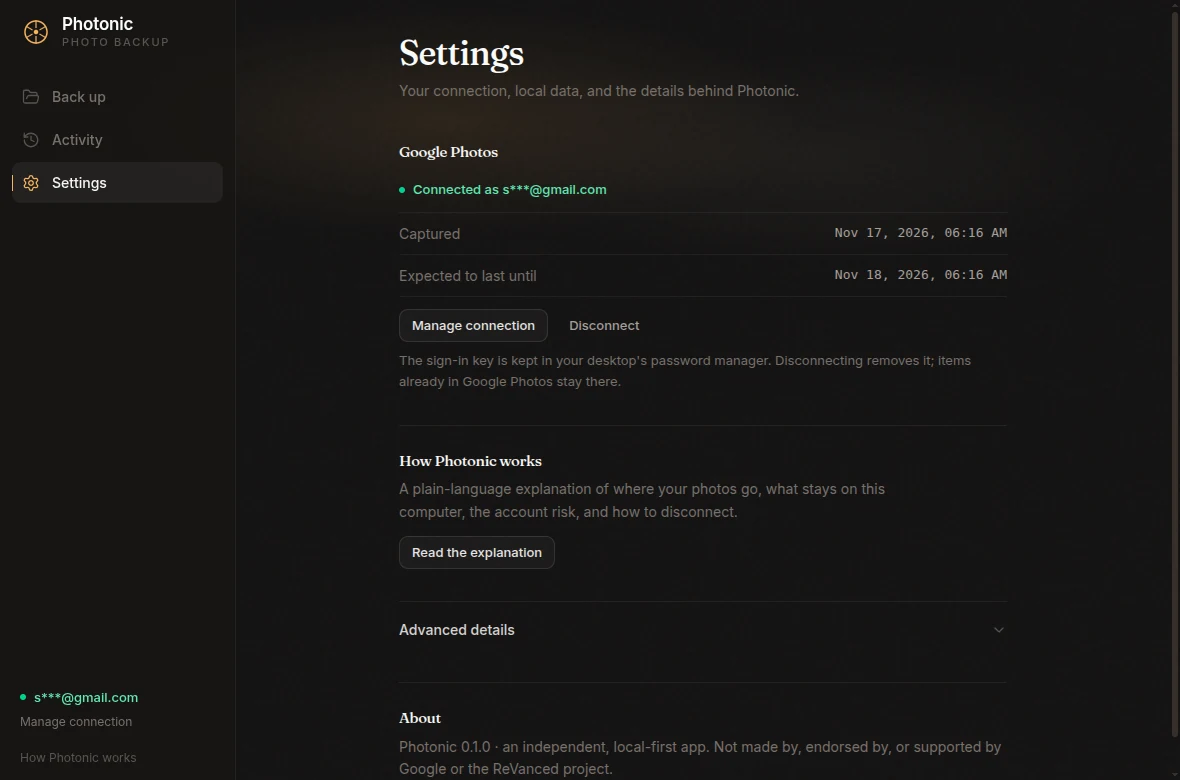 Photonic
PHOTO BACKUP
Back up
Activity
Settings
s***@gmail.com
Manage connection
How Photonic works
Settings
Your connection, local data, and the details behind Photonic.
Google Photos
Connected as s***@gmail.com
Captured Nov 17, 2026, 06:16 AM
Expected to last until Nov 18, 2026, 06:16 AM
Manage connection Disconnect
The sign-in key is kept in your desktop's password manager. Disconnecting removes it; items
already in Google Photos stay there.
How Photonic works
A plain-language explanation of where your photos go, what stays on this
computer, the account risk, and how to disconnect.
Read the explanation
Advanced details
About
Photonic 0.1.0 · an independent, local-first app. Not made by, endorsed by, or supported by
Google or the ReVanced project.